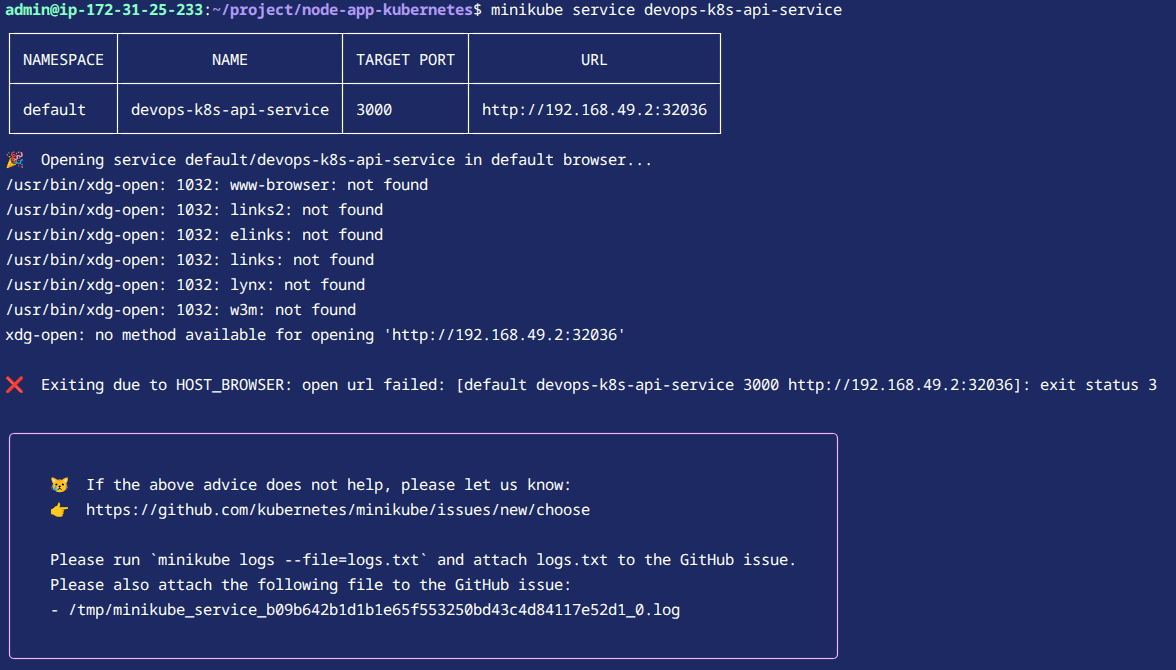 admin@ip-172-31-25-233:~/project/node-app-kubernetes$ minikube service devops-k8s-api-service
NAMESPACE NAME TARGET PORT URL
default devops-k8s-api-service 3000 http://192.168.49.2:32036
🎉 Opening service default/devops-k8s-api-service in default browser...
/usr/bin/xdg-open: 1032: www-browser: not found
/usr/bin/xdg-open: 1032: links2: not found
/usr/bin/xdg-open: 1032: elinks: not found
/usr/bin/xdg-open: 1032: links: not found
/usr/bin/xdg-open: 1032: lynx: not found
/usr/bin/xdg-open: 1032: w3m: not found
xdg-open: no method available for opening 'http://192.168.49.2:32036'
❌ Exiting due to HOST_BROWSER: open url failed: [default devops-k8s-api-service 3000 http://192.168.49.2:32036]: exit status 3
😿 If the above advice does not help, please let us know:
👉 https://github.com/kubernetes/minikube/issues/new/choose
Please run `minikube logs --file=logs.txt` and attach logs.txt to the GitHub issue.
Please also attach the following file to the GitHub issue:
- /tmp/minikube_service_b09b642b1d1b1e65f553250bd43c4d84117e52d1_0.log